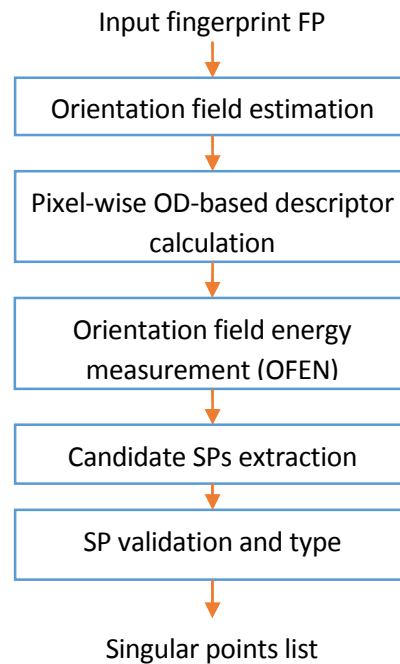 Input fingerprint FP
Orientation field estimation
Pixel-wise OD-based descriptor
calculation
Orientation field energy
measurement (OFEN)
Candidate SPs extraction
SP validation and type
Singular points list